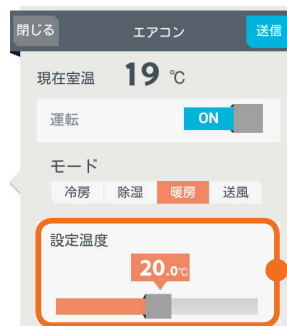 閉じる エアコン 送信
現在室温 19 ℃
運転 ON
モード
冷房 除湿 暖房 送風
設定温度
20.0℃